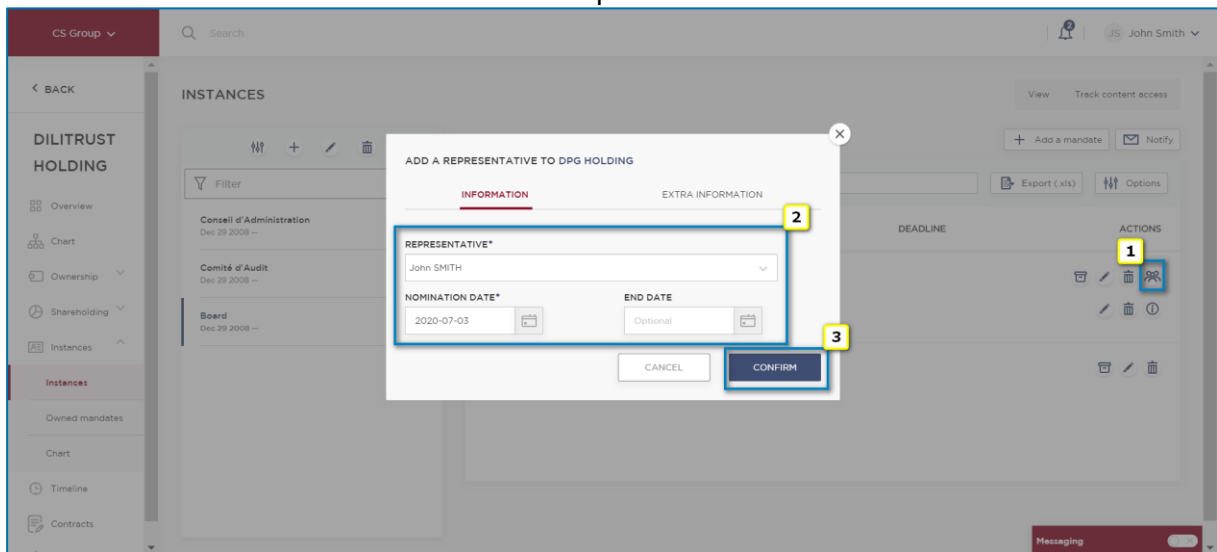 CS Group
Search
2
JS John Smith
< BACK
INSTANCES
View Track content access
DILITRUST
HOLDING
+ Add a mandate Notify
Filter
Export (.xls) Options
Overview
Chart
Ownership
Shareholding
Instances
Instances
Owned mandates
Chart
Timeline
Contracts
Conseil d'Administration
Dec 29 2008 —
Comité d'Audit
Dec 29 2008 —
Board
Dec 29 2008 —
ADD A REPRESENTATIVE TO DPG HOLDING
INFORMATION EXTRA INFORMATION
2
REPRESENTATIVE*
John SMITH
NOMINATION DATE* END DATE
2020-07-03 Optional
3
CANCEL CONFIRM
DEADLINE ACTIONS
1
Messaging